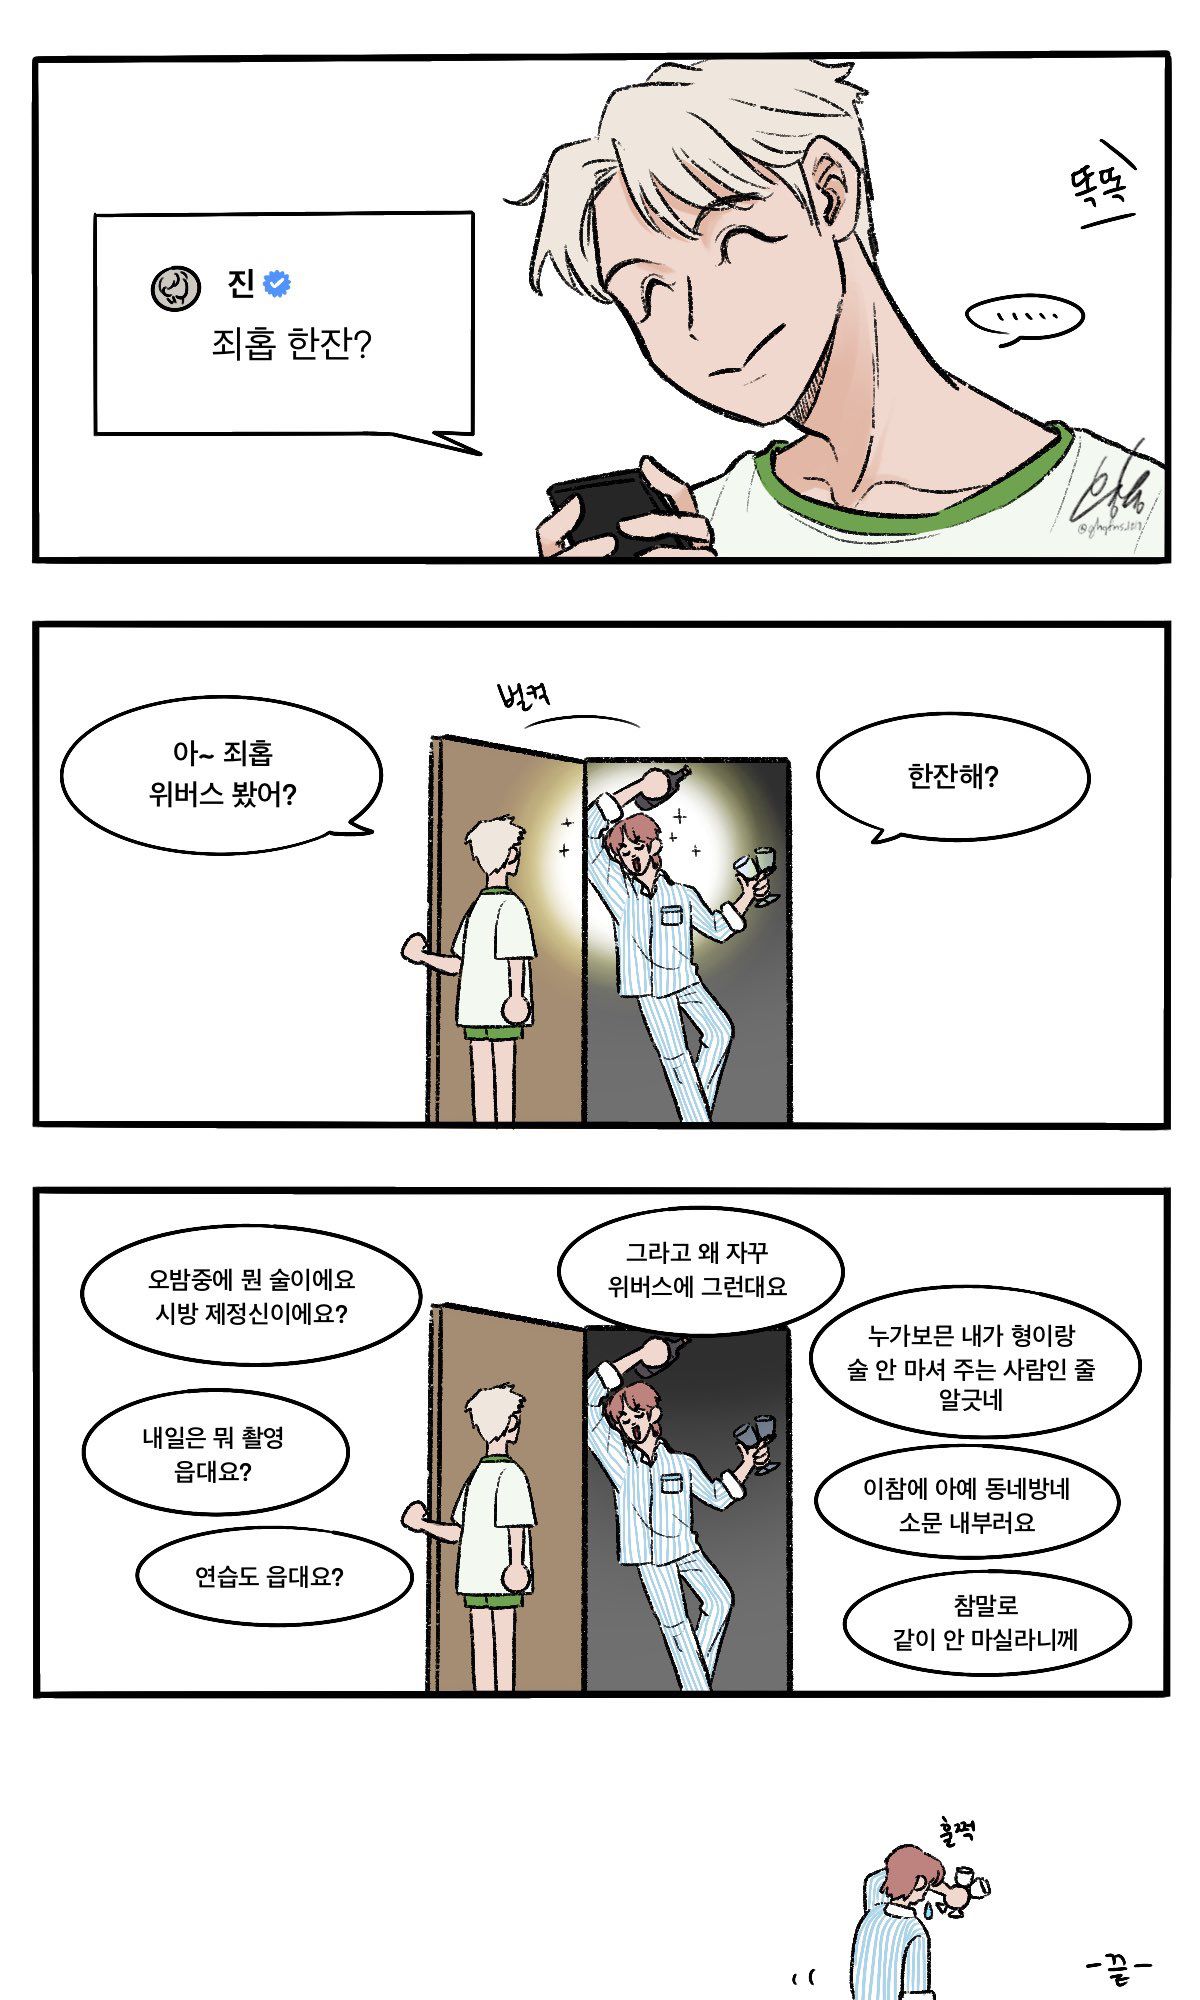 똑똑
진
죄홉 한잔?
.....
벌컥
아~ 죄홉
위버스 봤어?
한잔해?
오밤중에 뭔 술이에요
시방 제정신이에요?
그라고 왜 자꾸
위버스에 그런대요
내일은 뭐 촬영
읍대요?
누가보믄 내가 형이랑
술 안 마셔 주는 사람인 줄
알긋네
연습도 읍대요?
이참에 아예 동네방네
소문 내부러요
참말로
같이 안 마실라니께
훌쩍
-끝-